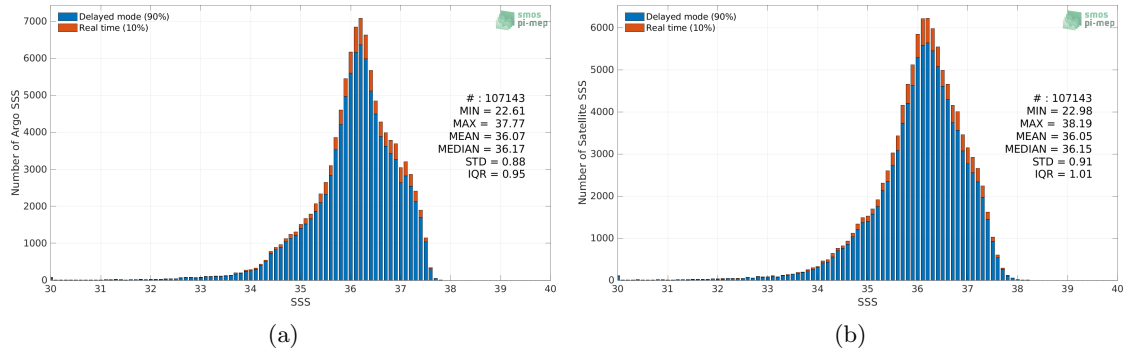 Delayed mode (90%)
Real time (10%)
smos
pi-mep
7000
6000
5000
4000
3000
2000
1000
0
Number of Argo SSS
# : 107143
MIN = 22.61
MAX = 37.77
MEAN = 36.07
MEDIAN = 36.17
STD = 0.88
IQR = 0.95
30 31 32 33 34 35 36 37 38 39 40
SSS
(a)
Delayed mode (90%)
Real time (10%)
smos
pi-mep
6000
5000
4000
3000
2000
1000
0
Number of Satellite SSS
# : 107143
MIN = 22.98
MAX = 38.19
MEAN = 36.05
MEDIAN = 36.15
STD = 0.91
IQR = 1.01
30 31 32 33 34 35 36 37 38 39 40
SSS
(b)